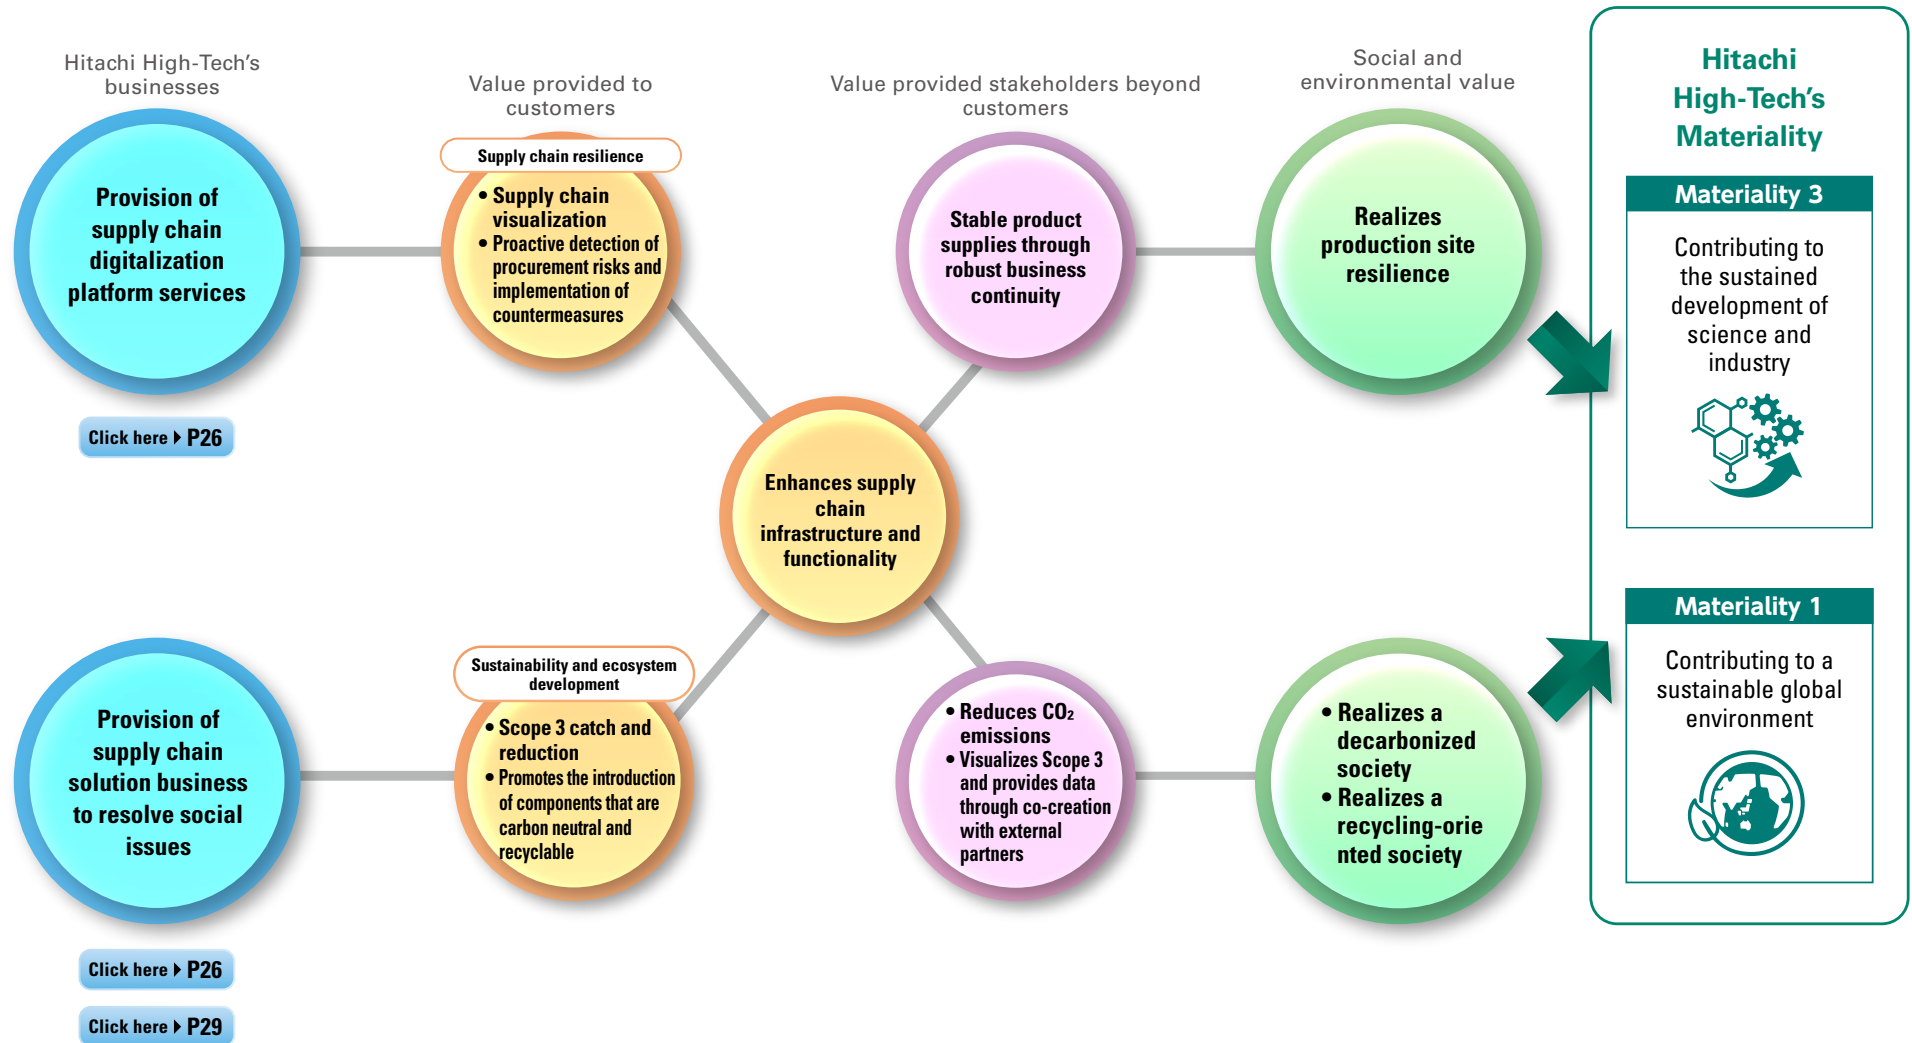 Hitachi High-Tech's
businesses
Value provided to
customers
Value provided stakeholders beyond
customers
Social and
environmental value
Hitachi
High-Tech's
Materiality
Provision of
supply chain
digitalization
platform services
Click here P26
Supply chain resilience
• Supply chain
visualization
• Proactive detection of
procurement risks and
implementation of
countermeasures
Stable product
supplies through
robust business
continuity
Realizes
production site
resilience
Materiality 3
Contributing to
the sustained
development of
science and
industry
Enhances supply
chain
infrastructure and
functionality
Provision of
supply chain
solution business
to resolve social
issues
Click here P26
Click here P29
Sustainability and ecosystem
development
• Scope 3 catch and
reduction
• Promotes the introduction
of components that are
carbon neutral and
recyclable
• Reduces CO₂
emissions
• Visualizes Scope 3
and provides data
through co-creation
with external
partners
• Realizes a
decarbonized
society
• Realizes a
recycling-orie
nted society
Materiality 1
Contributing to a
sustainable global
environment